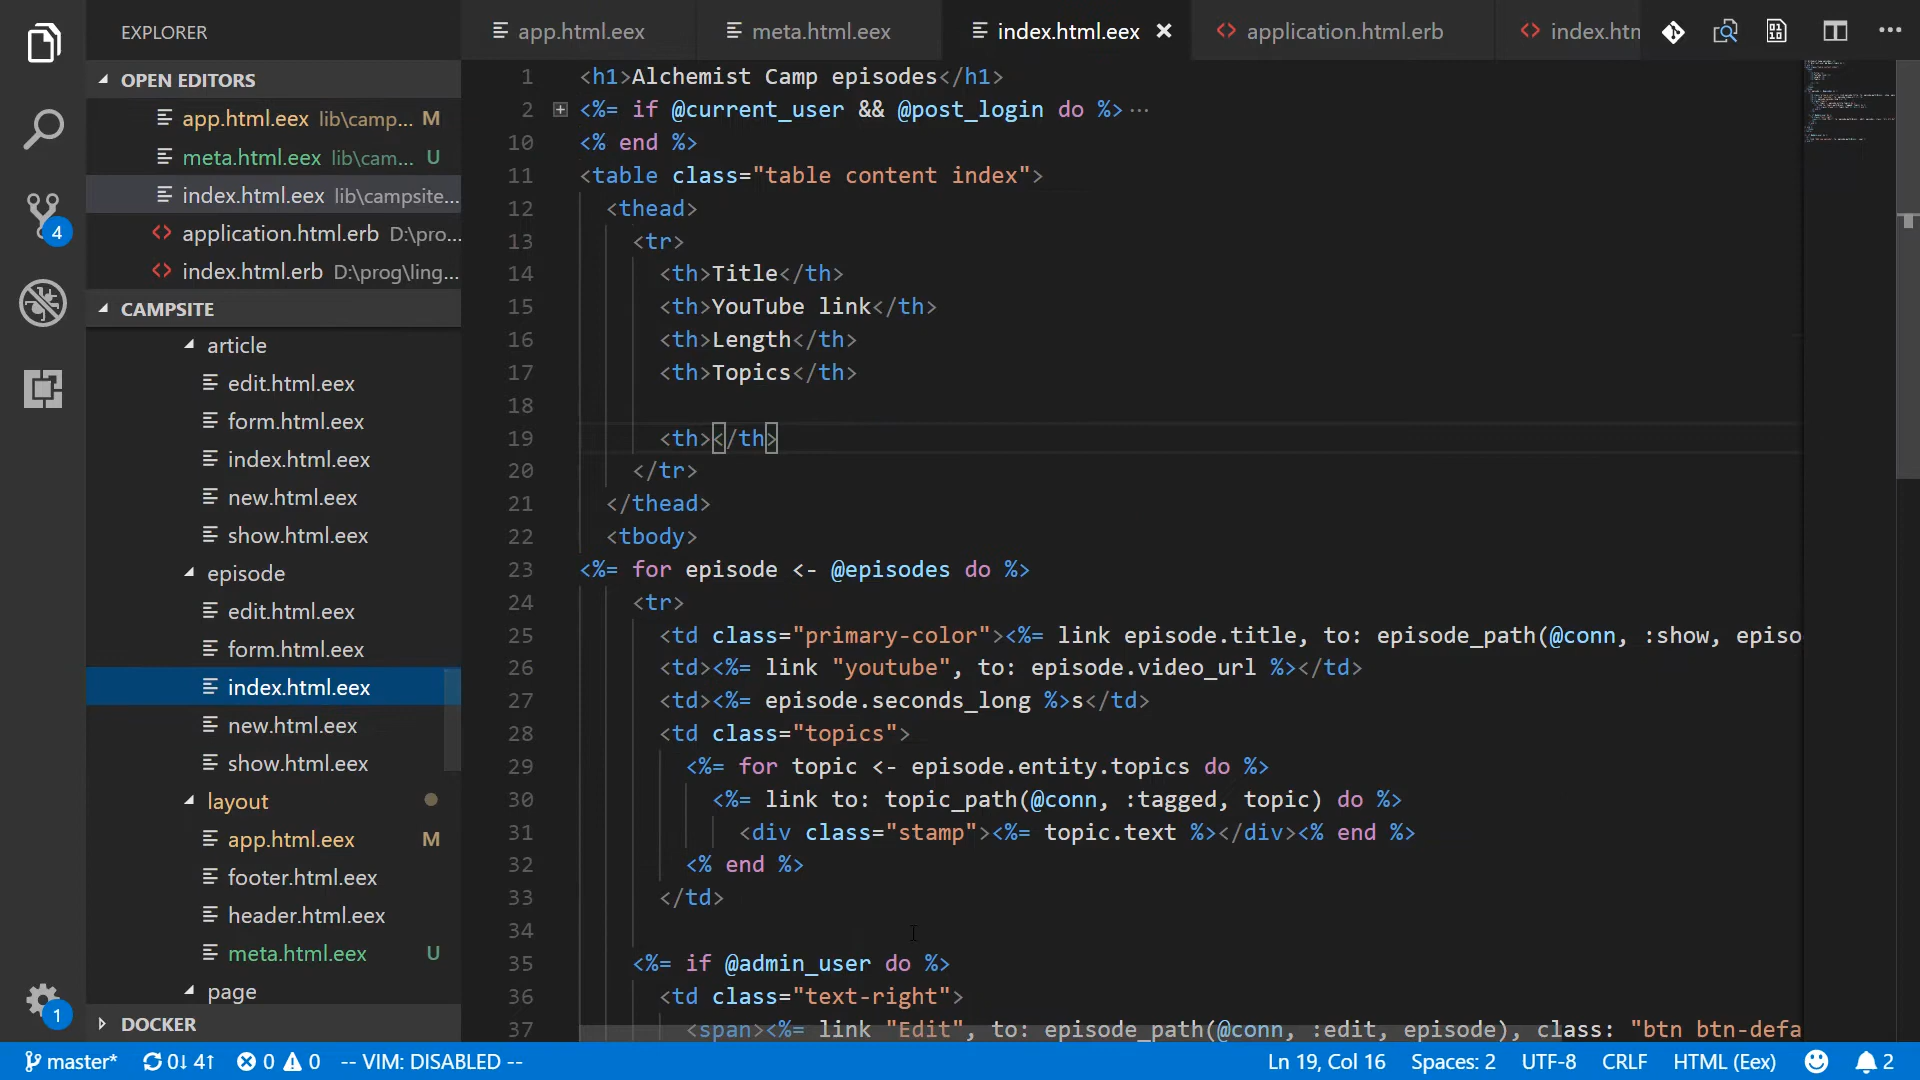 EXPLORER
OPEN EDITORS
app.html.eex lib\camp... M
meta.html.eex lib\cam... U
index.html.eex lib\campsite...
application.html.erb D:\pro...
index.html.erb D:\prog\ling...
CAMPSITE
article
edit.html.eex
form.html.eex
index.html.eex
new.html.eex
show.html.eex
episode
edit.html.eex
form.html.eex
index.html.eex
new.html.eex
show.html.eex
layout
app.html.eex M
footer.html.eex
header.html.eex
meta.html.eex U
page
DOCKER
4
1
app.html.eex meta.html.eex index.html.eex application.html.erb index.htm
1 <h1>Alchemist Camp episodes</h1>
2 <%= if @current_user && @post_login do %>...
10 <% end %>
11 <table class="table content index">
12 <thead>
13 <tr>
14 <th>Title</th>
15 <th>YouTube link</th>
16 <th>Length</th>
17 <th>Topics</th>
18
19 <th></th>
20 </tr>
21 </thead>
22 <tbody>
23 <%= for episode <- @episodes do %>
24 <tr>
25 <td class="primary-color"><%= link episode.title, to: episode_path(@conn, :show, episo
26 <td><%= link "youtube", to: episode.video_url %></td>
27 <td><%= episode.seconds_long %>s</td>
28 <td class="topics">
29 <%= for topic <- episode.entity.topics do %>
30 <%= link to: topic_path(@conn, :tagged, topic) do %>
31 <div class="stamp"><%= topic.text %></div><% end %>
32 <% end %>
33 </td>
34
35 <%= if @admin_user do %>
36 <td class="text-right">
37 <span><%= link "Edit", to: episode_path(@conn, :edit, episode), class: "btn btn-defa
master* 0↓ 4↑ 0 0 -- VIM: DISABLED -- Ln 19, Col 16 Spaces: 2 UTF-8 CRLF HTML (Eex) 2